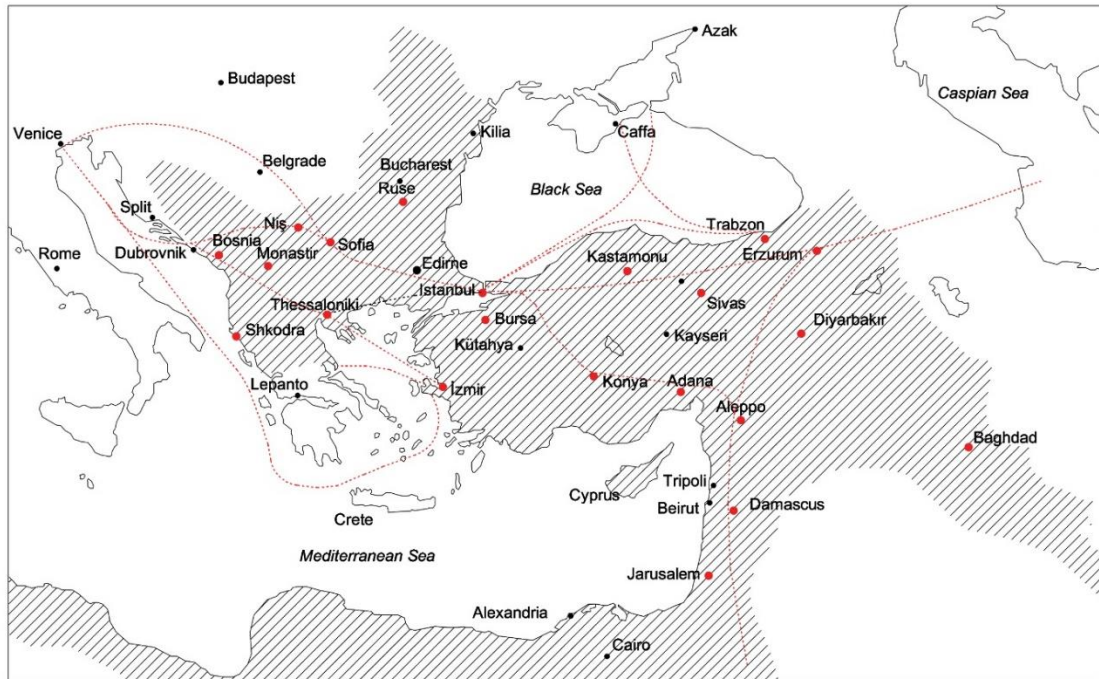 Azak
Caspian Sea
Budapest
Venice
Kilia
Caffa
Belgrade
Bucharest
Ruse
Black Sea
Split
Niş
Trabzon
Bosnia
Sofia
Rome
Dubrovnik
Monastir
Edirne
Kastamonu
Erzurum
Istanbul
Sivas
Thessaloniki
Bursa
Diyarbakır
Shkodra
Kütahya
Kayseri
Lepanto
İzmir
Konya
Adana
Aleppo
Baghdad
Tripoli
Cyprus
Beirut
Damascus
Crete
Mediterranean Sea
Jarusalem
Alexandria
Cairo